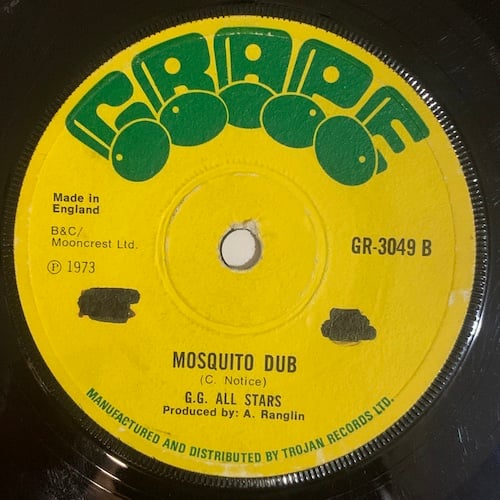 GRAPE
Made in
England
B&C/
Mooncrest Ltd.
Ⓟ 1973
GR-3049 B
MOSQUITO DUB
(C. Notice)
G.G. ALL STARS
Produced by: A. Ranglin
MANUFACTURED AND DISTRIBUTED BY TROJAN RECORDS LTD.